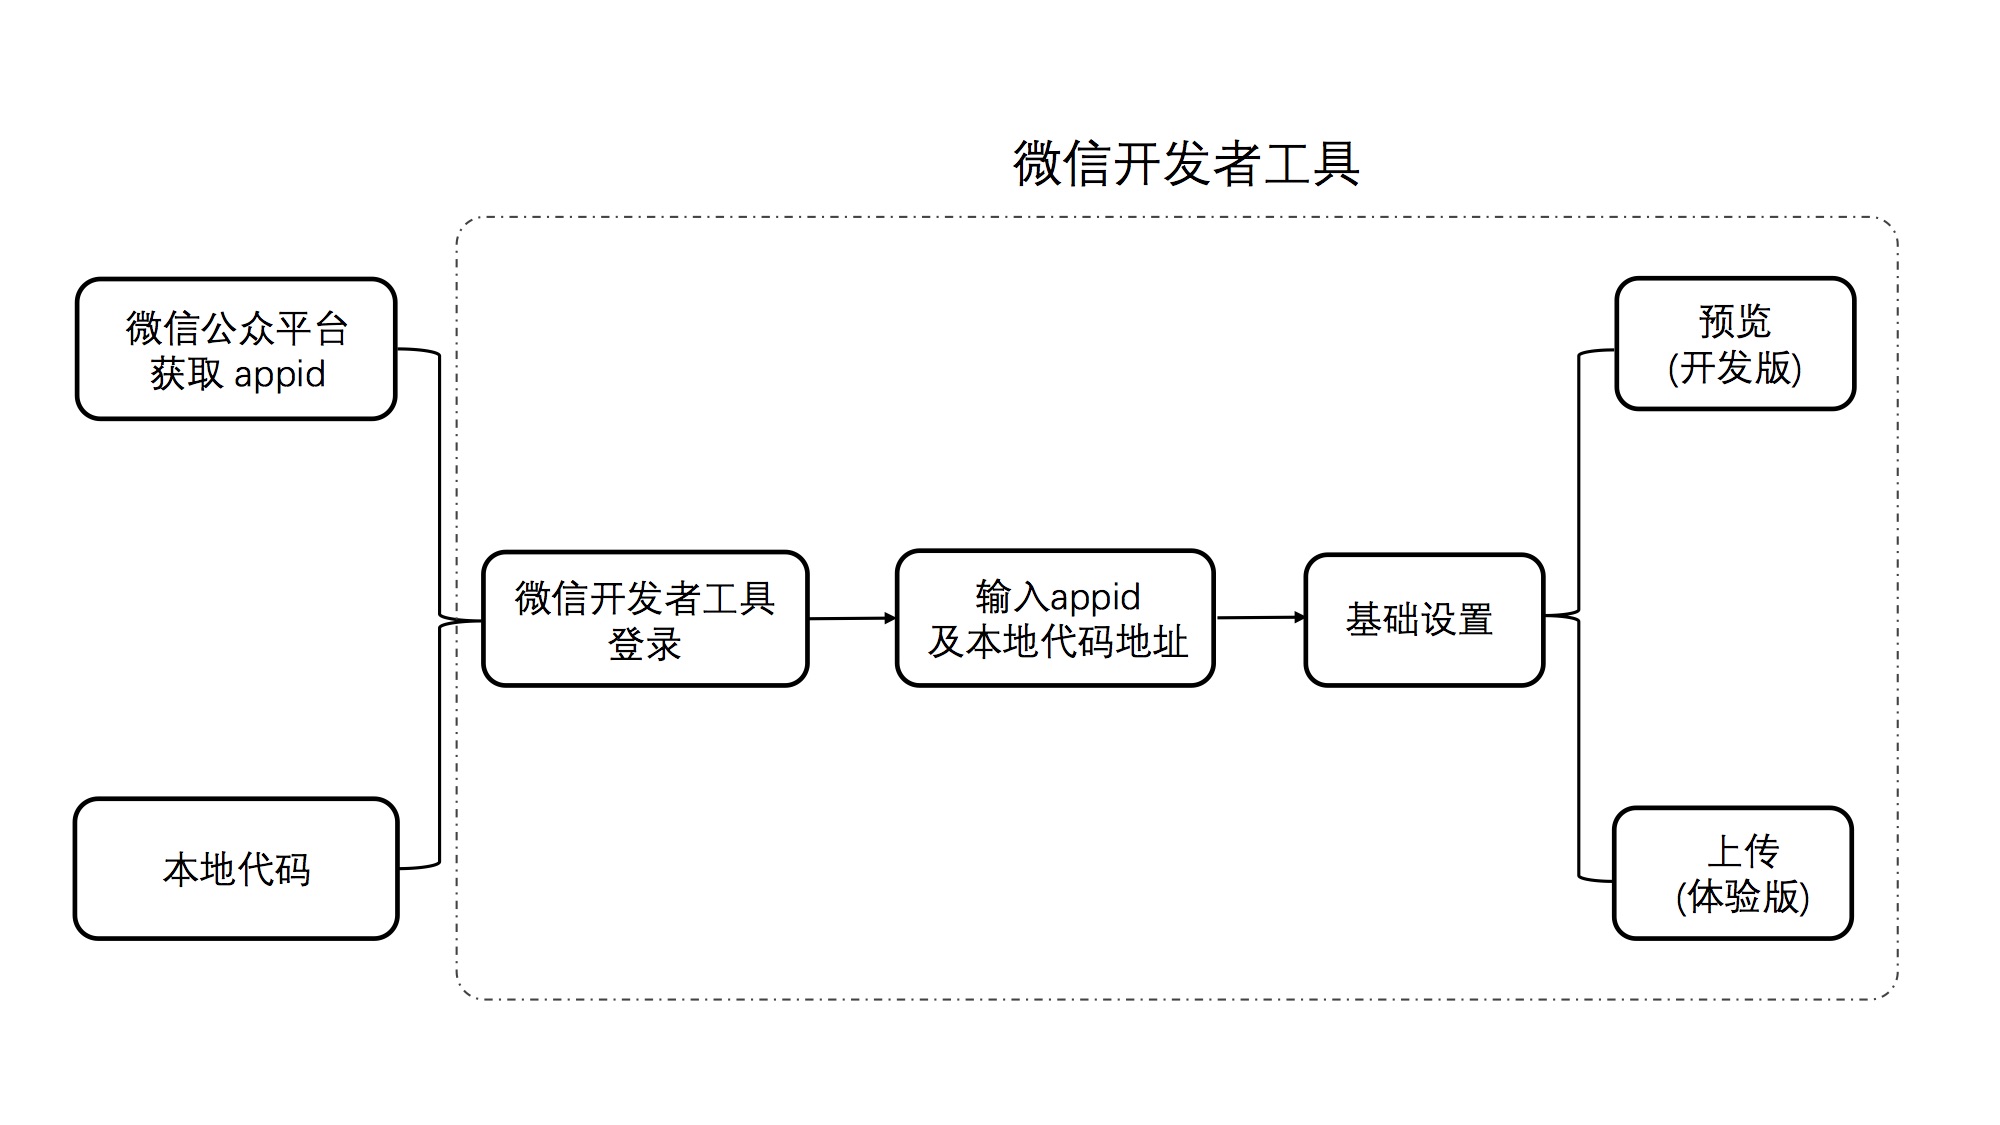 微信开发者工具
微信公众平台
获取 appid
预览
(开发版)
微信开发者工具
登录
输入appid
及本地代码地址
基础设置
本地代码
上传
(体验版)